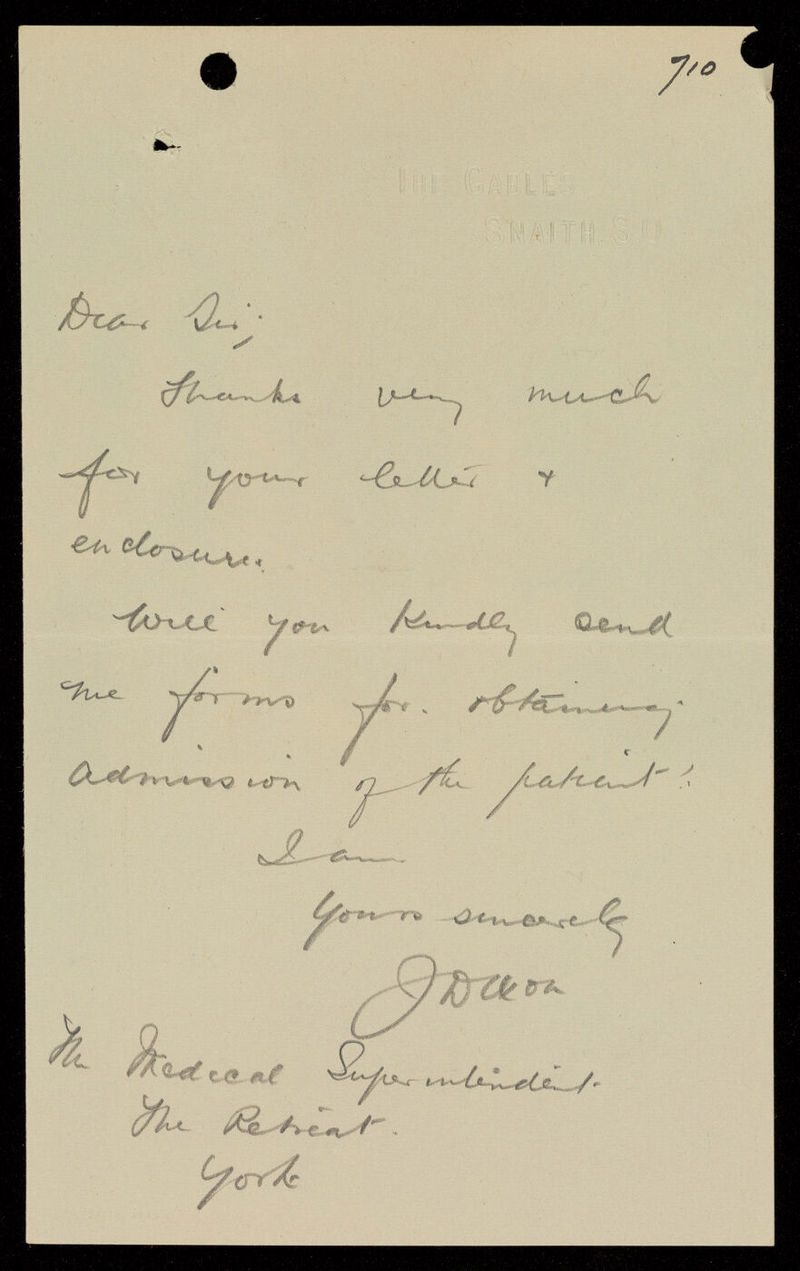 710
THE GABLES
SNAITH. S.O
Dear Sir,
Thanks very much
for your letter +
enclosure.
Will you kindly send
me forms for. obtaining
admission of the patient!
I am
Yours sincerely
J Dixon
The Medical Superintendent.
The Retreat.
York